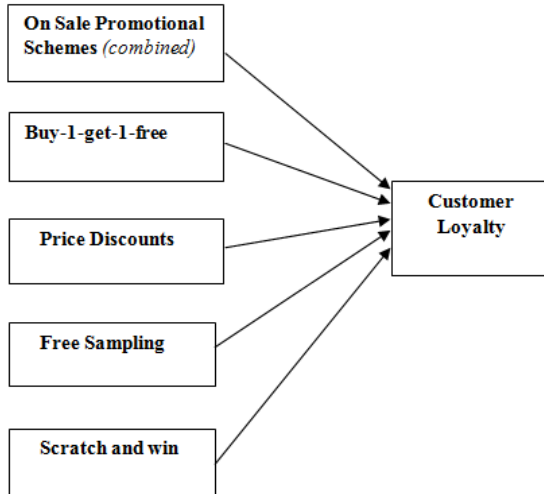 On Sale Promotional
Schemes (combined)
Buy-1-get-1-free
Customer
Loyalty
Price Discounts
Free Sampling
Scratch and win